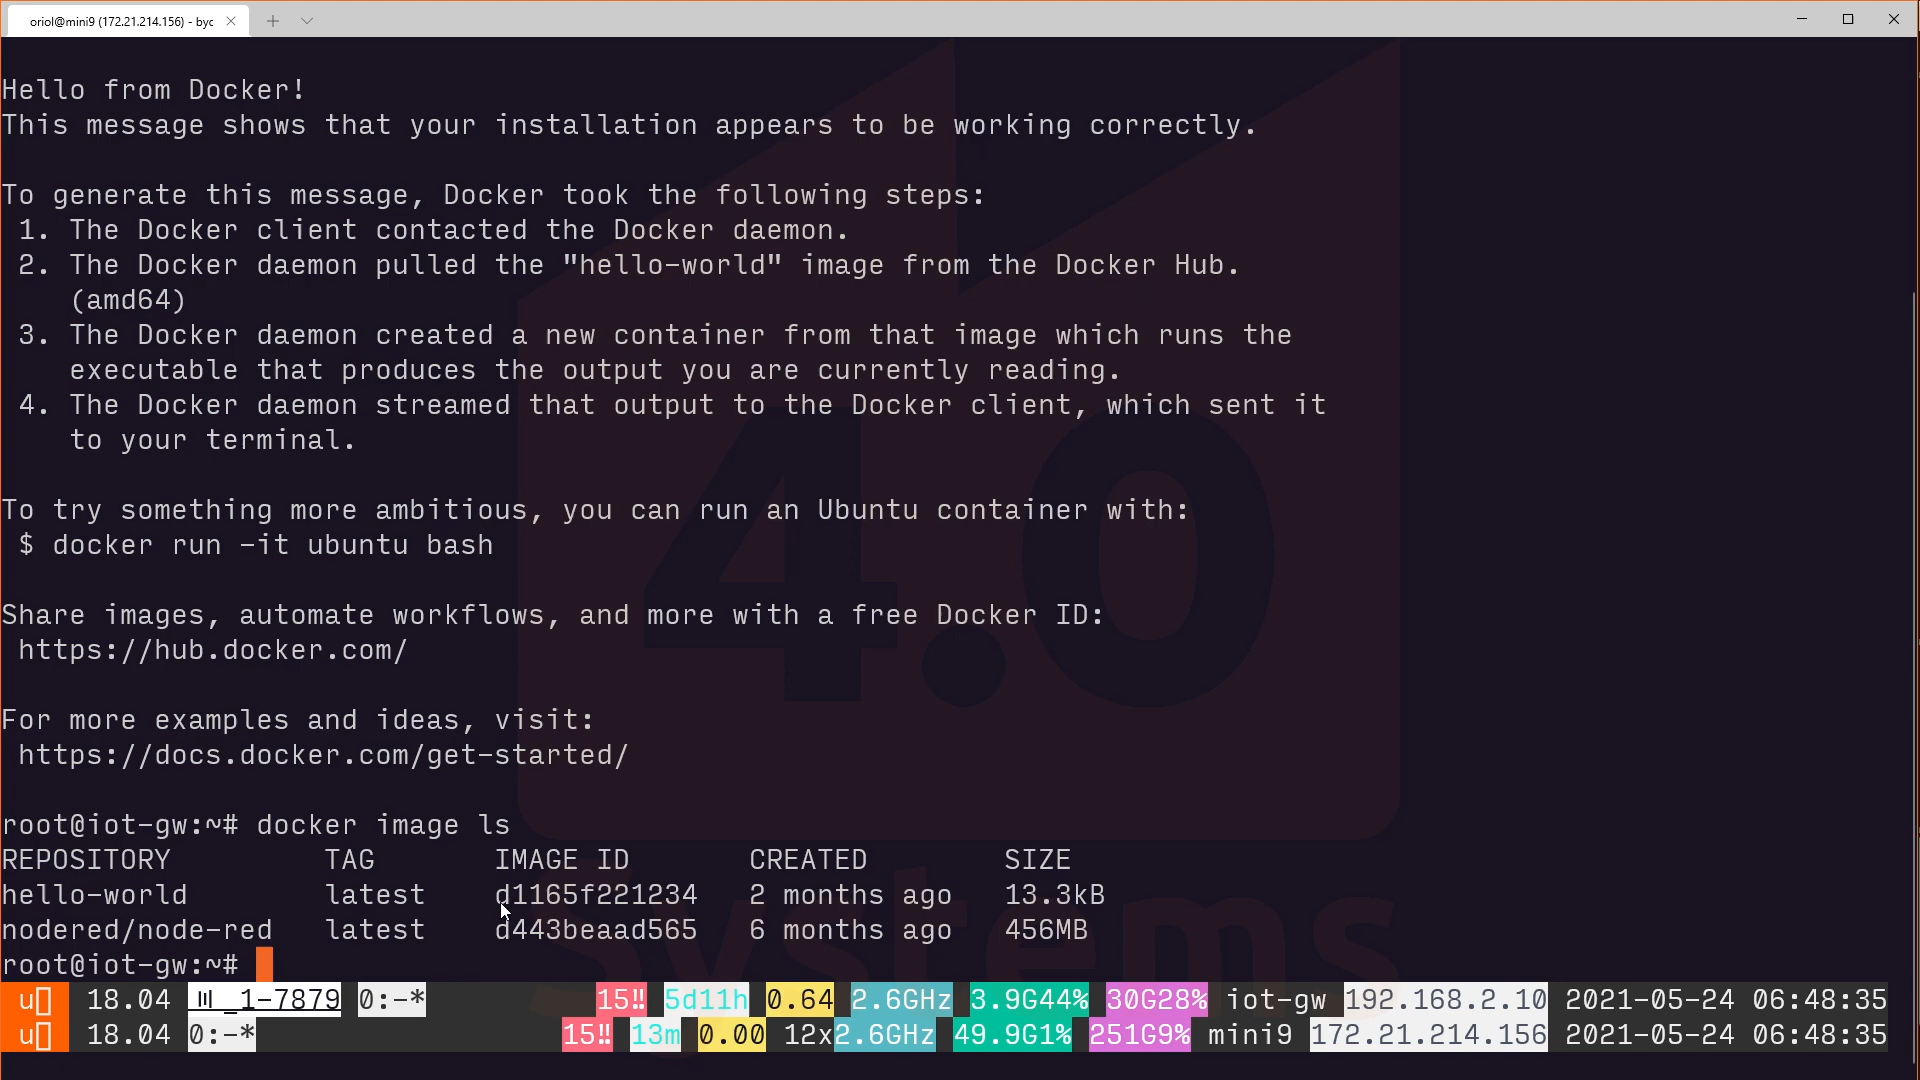 oriol@mini9 (172.21.214.156) - byc
Hello from Docker!
This message shows that your installation appears to be working correctly.
To generate this message, Docker took the following steps:
1. The Docker client contacted the Docker daemon.
2. The Docker daemon pulled the "hello-world" image from the Docker Hub.
(amd64)
3. The Docker daemon created a new container from that image which runs the
executable that produces the output you are currently reading.
4. The Docker daemon streamed that output to the Docker client, which sent it
to your terminal.
To try something more ambitious, you can run an Ubuntu container with:
$ docker run -it ubuntu bash
Share images, automate workflows, and more with a free Docker ID:
https://hub.docker.com/
For more examples and ideas, visit:
https://docs.docker.com/get-started/
root@iot-gw:~# docker image ls
REPOSITORY TAG IMAGE ID CREATED SIZE
hello-world latest d1165f221234 2 months ago 13.3kB
nodered/node-red latest d443beaad565 6 months ago 456MB
root@iot-gw:~#
u 18.04 _1-7879 0:-* 15!! 5d11h 0.64 2.6GHz 3.9G44% 30G28% iot-gw 192.168.2.10 2021-05-24 06:48:35
u 18.04 0:-* 15!! 13m 0.00 12x2.6GHz 49.9G1% 251G9% mini9 172.21.214.156 2021-05-24 06:48:35
4.0
Systems